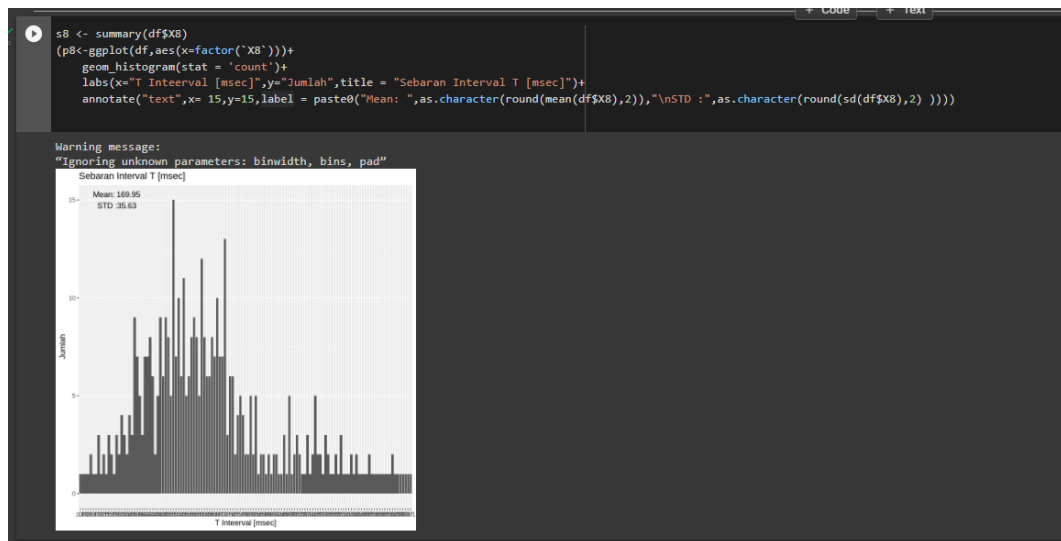 + Code + Text
s8 <- summary(df$X8)
(p8<-ggplot(df,aes(x=factor(`X8`)))+
geom_histogram(stat = 'count')+
labs(x="T Inteerval [msec]",y="Jumlah",title = "Sebaran Interval T [msec]")+
annotate("text",x= 15,y=15,label = paste0("Mean: ",as.character(round(mean(df$X8),2)),"\nSTD :",as.character(round(sd(df$X8),2) ))))
Warning message:
“Ignoring unknown parameters: binwidth, bins, pad”
Sebaran Interval T [msec]
Mean: 169.95
STD :35.63
15
10
5
0
Jumlah
T Inteerval [msec]